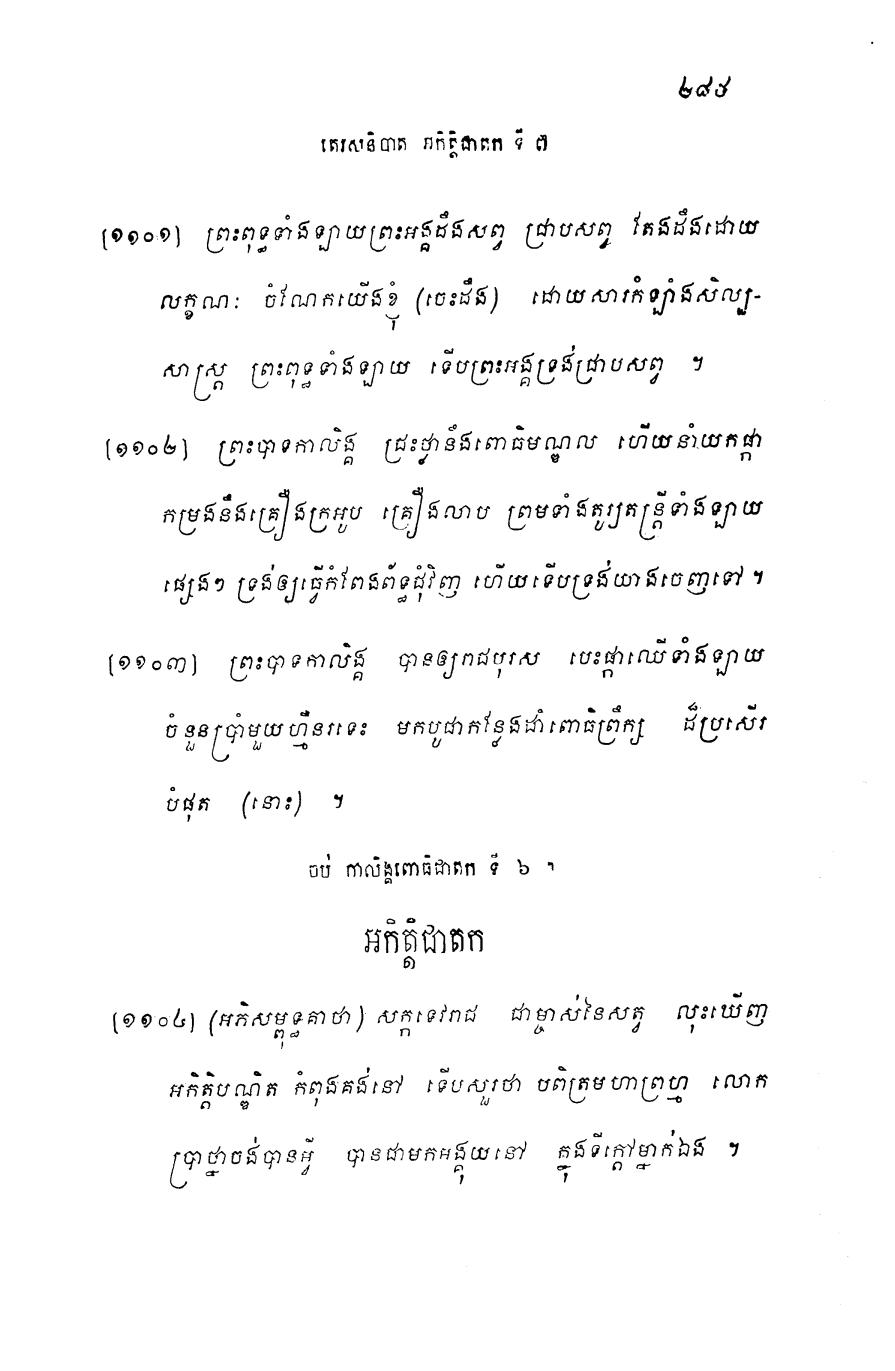 ២៨៦
តេរសនិបាត អកិត្តិជាតក ទី ៧
[១១០១] ព្រះពុទ្ធទាំងឡាយព្រះអង្គដឹងសព្វ ជ្រាបសព្វ តែងដឹងដោយ
លក្ខណៈ ចំណែកយើងខ្ញុំ (ចេះដឹង) ដោយសារកំឡាំងសិល្ប-
សាស្ត្រ ព្រះពុទ្ធទាំងឡាយ ទើបព្រះអង្គទ្រង់ជ្រាបសព្វ ។
[១១០២] ព្រះបាទកាលិង្គ ជ្រះថ្លានឹងពោធិមណ្ឌល ហើយនាំយកផ្កា
កម្រងនឹងគ្រឿងក្រអូប គ្រឿងលាប ព្រមទាំងតូរ្យតន្ត្រីទាំងឡាយ
ផ្សេងៗ ទ្រង់ឲ្យធ្វើកំពែងព័ទ្ធជុំវិញ ហើយទើបទ្រង់យាងចេញទៅ ។
[១១០៣] ព្រះបាទកាលិង្គ បានឲ្យរាជបុរស បេះផ្កាឈើទាំងឡាយ
ចំនួនប្រាំមួយហ្មឺនរទេះ មកបូជាកន្លែងដាំពោធិព្រឹក្ស ដ៏ប្រសើរ
បំផុត (នោះ) ។
ចប់ កាលិង្គពោធិជាតក ទី ៦ ។
អកិត្តិជាតក
[១១០៤] (អភិសម្ពុទ្ធគាថា) សក្កទេវរាជ ជាម្ចាស់នៃសត្វ លុះឃើញ
អកិត្តិបណ្ឌិត កំពុងគង់នៅ ទើបសួរថា បពិត្រមហាព្រហ្ម លោក
ប្រាថ្នាចង់បានអ្វី បានជាមកអង្គុយនៅ ក្នុងទីក្តៅម្នាក់ឯង ។